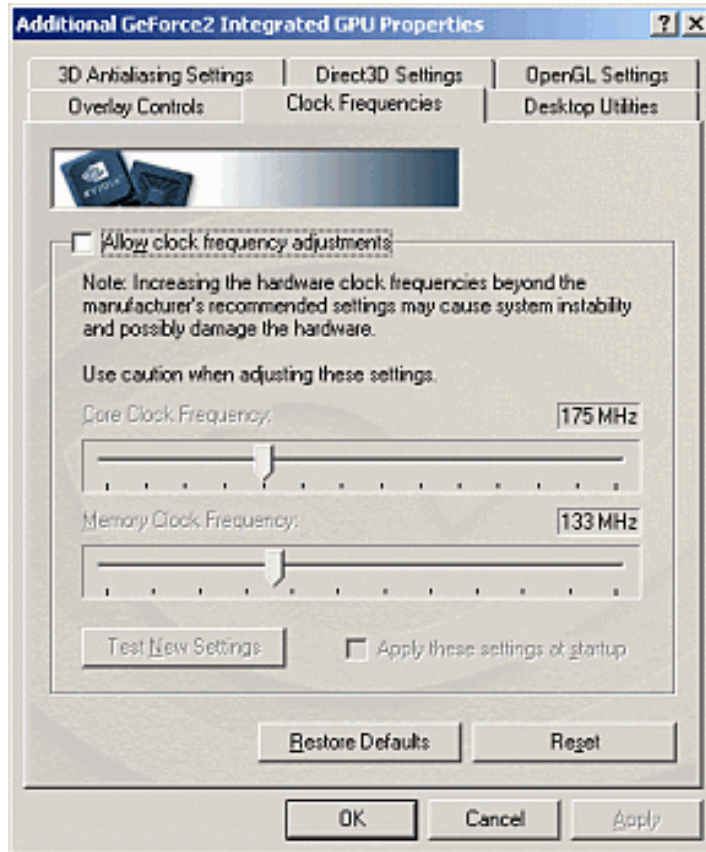 Additional GeForce2 Integrated GPU Properties
3D Antialiasing Settings Direct3D Settings OpenGL Settings
Overlay Controls Clock Frequencies Desktop Utilities
NVIDIA
Allow clock frequency adjustments
Note: Increasing the hardware clock frequencies beyond the
manufacturer's recommended settings may cause system instability
and possibly damage the hardware.
Use caution when adjusting these settings.
Core Clock Frequency: 175 MHz
Memory Clock Frequency: 133 MHz
Test New Settings Apply these settings at startup
Restore Defaults Reset
OK Cancel Apply